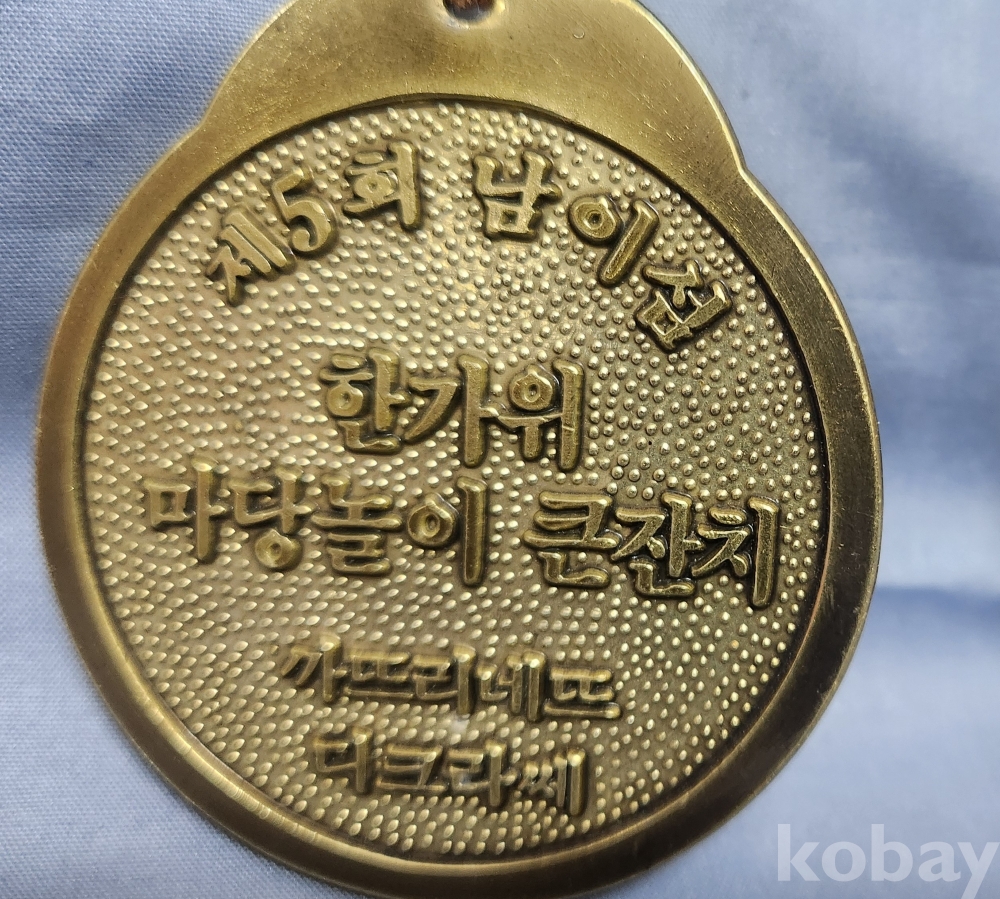 제5회 남이섬
한가위
마당놀이 큰잔치
까뜨리네뜨
디크라쎄
kobay